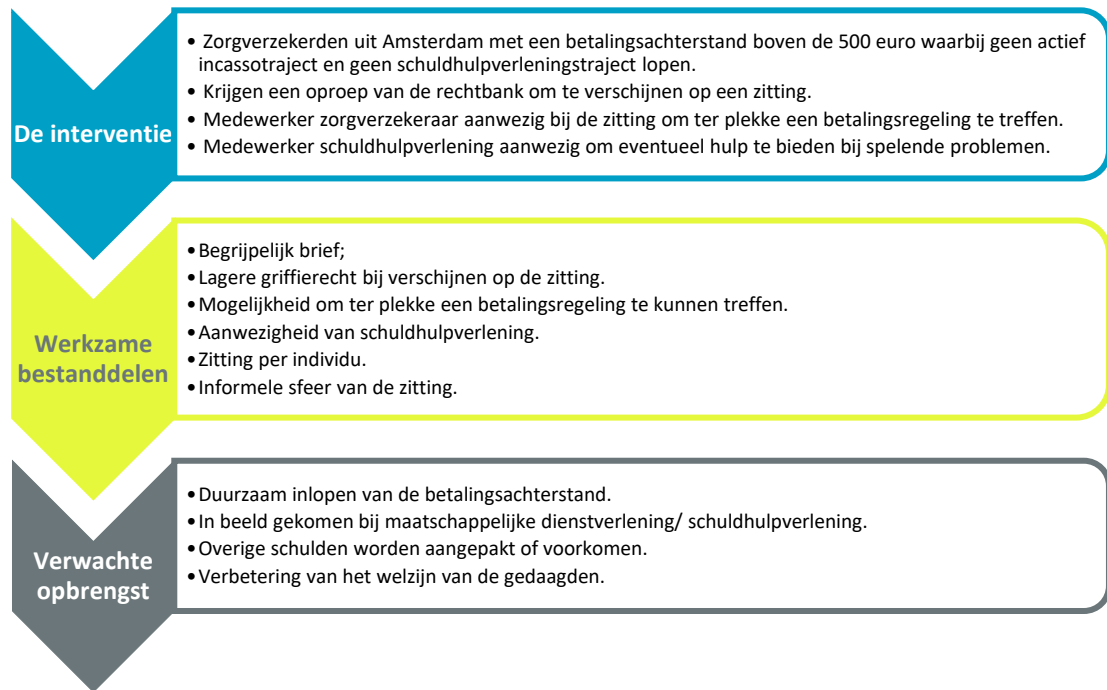 De interventie
• Zorgverzekerden uit Amsterdam met een betalingsachterstand boven de 500 euro waarbij geen actief
incassotraject en geen schuldhulpverleningstraject lopen.
• Krijgen een oproep van de rechtbank om te verschijnen op een zitting.
• Medewerker zorgverzekeraar aanwezig bij de zitting om ter plekke een betalingsregeling te treffen.
• Medewerker schuldhulpverlening aanwezig om eventueel hulp te bieden bij spelende problemen.
Werkzame
bestanddelen
• Begrijpelijk brief;
• Lagere griffierecht bij verschijnen op de zitting.
• Mogelijkheid om ter plekke een betalingsregeling te kunnen treffen.
• Aanwezigheid van schuldhulpverlening.
• Zitting per individu.
• Informele sfeer van de zitting.
Verwachte
opbrengst
• Duurzaam inlopen van de betalingsachterstand.
• In beeld gekomen bij maatschappelijke dienstverlening/ schuldhulpverlening.
• Overige schulden worden aangepakt of voorkomen.
• Verbetering van het welzijn van de gedaagden.